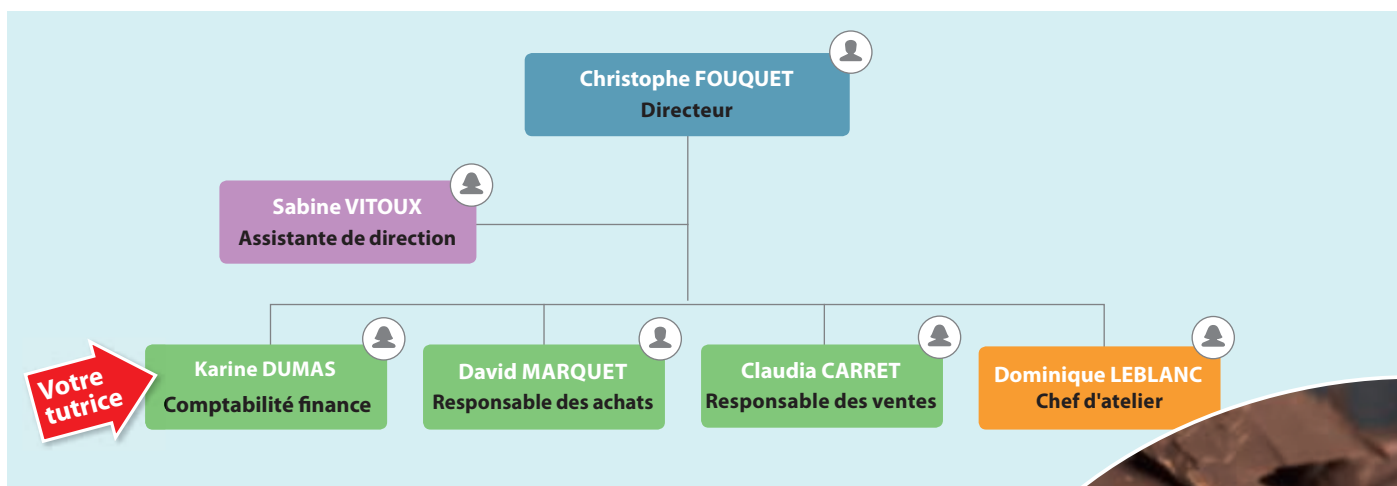 Christophe FOUQUET
Directeur
Sabine VITOUX
Assistante de direction
Votre
tutrice
Karine DUMAS
Comptabilité finance
David MARQUET
Responsable des achats
Claudia CARRET
Responsable des ventes
Dominique LEBLANC
Chef d'atelier